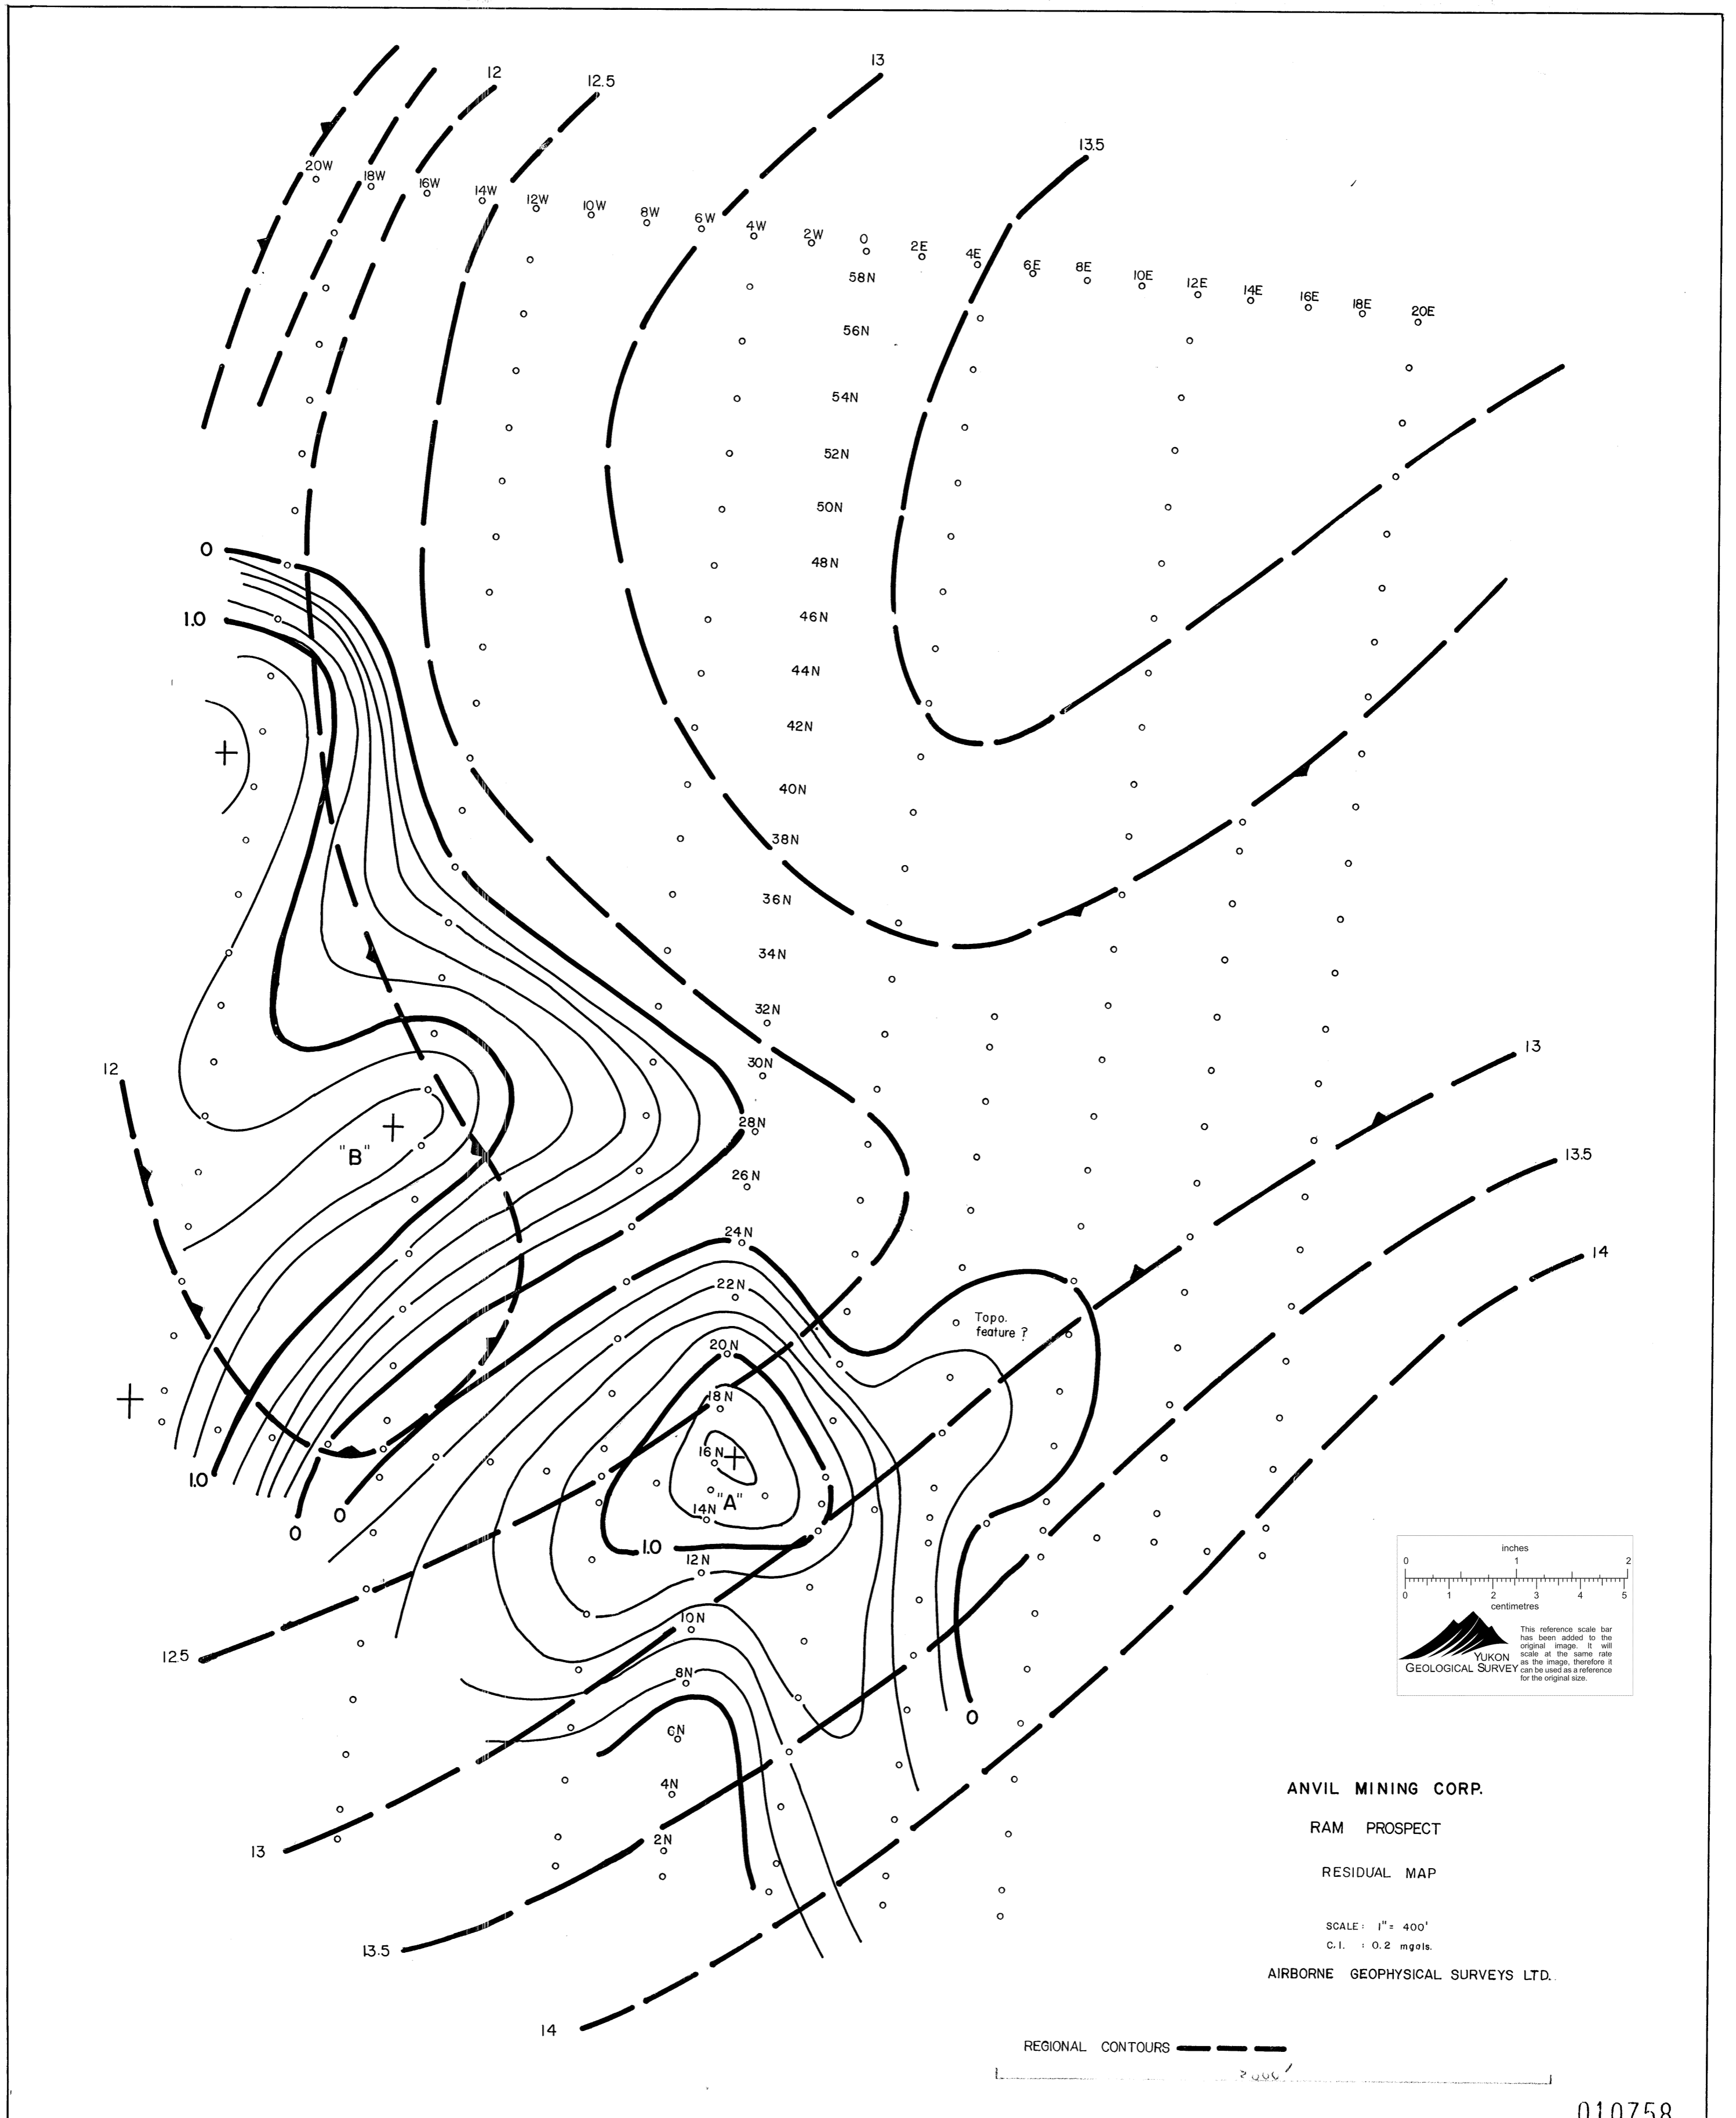 12
12.5
13
13.5
20W
18W
16W
14W
12W
10W
8W
6W
4W
2W
0
2E
4E
6E
8E
10E
12E
14E
16E
18E
20E
58N
56N
54N
52N
50N
48N
46N
44N
42N
40N
38N
36N
34N
32N
30N
28N
26N
24N
22N
20N
18N
16N
14N
12N
10N
8N
6N
4N
2N
0
1.0
12
"B"
13
13.5
14
Topo.
feature ?
"A"
1.0
1.0
0
0
0
12.5
13
13.5
14
inches
0 1 2
0 1 2 3 4 5
centimetres
YUKON
GEOLOGICAL SURVEY
This reference scale bar
has been added to the
original image. It will
scale at the same rate
as the image, therefore it
can be used as a reference
for the original size.
ANVIL MINING CORP.
RAM PROSPECT
RESIDUAL MAP
SCALE: 1" = 400'
C.I. : 0.2 mgals.
AIRBORNE GEOPHYSICAL SURVEYS LTD.
REGIONAL CONTOURS
2000'
010758